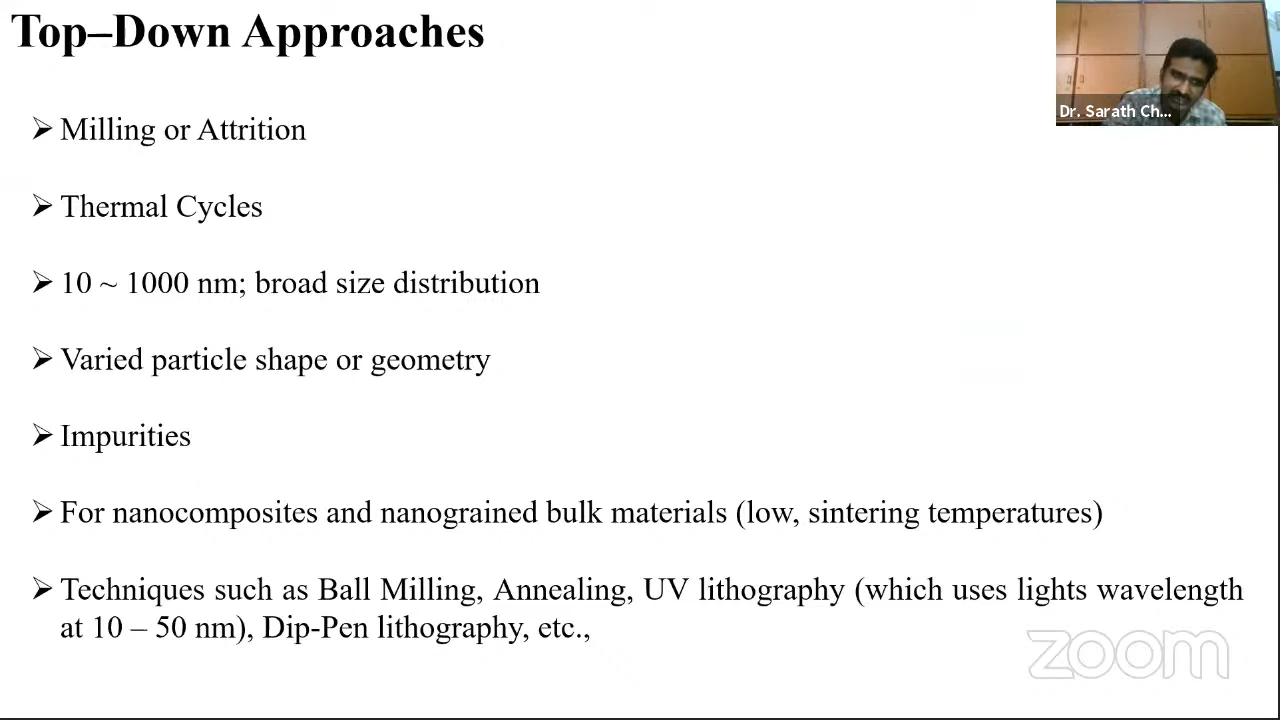 Top–Down Approaches
Dr. Sarath Ch...
➢ Milling or Attrition
➢ Thermal Cycles
➢ 10 ~ 1000 nm; broad size distribution
➢ Varied particle shape or geometry
➢ Impurities
➢ For nanocomposites and nanograined bulk materials (low, sintering temperatures)
➢ Techniques such as Ball Milling, Annealing, UV lithography (which uses lights wavelength
at 10 – 50 nm), Dip-Pen lithography, etc.,
zoom